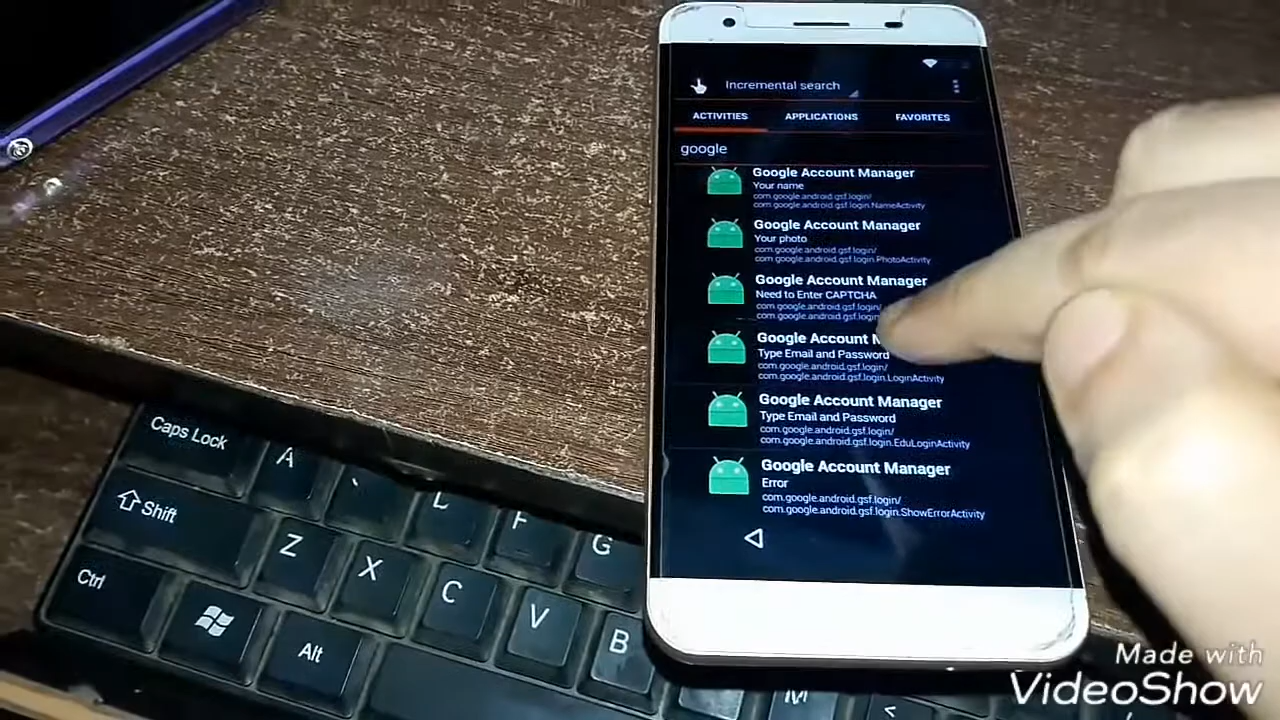 Incremental search
ACTIVITIES
APPLICATIONS
FAVORITES
google
Google Account Manager
Your name
com.google.android.gsf.login/
com.google.android.gsf.login.NameActivity
Google Account Manager
Your photo
com.google.android.gsf.login/
com.google.android.gsf.login.PhotoActivity
Google Account Manager
Need to Enter CAPTCHA
com.google.android.gsf.login/
com.google.android.gsf.login
Google Account M
Type Email and Password
com.google.android.gsf.login/
com.google.android.gsf.login.LoginActivity
Google Account Manager
Type Email and Password
com.google.android.gsf.login/
com.google.android.gsf.login.EduLoginActivity
Google Account Manager
Error
com.google.android.gsf.login/
com.google.android.gsf.login.ShowErrorActivity
Caps Lock
A
L
F
G
Shift
Z
X
C
V
B
M
<
Ctrl
Alt
Made with
VideoShow